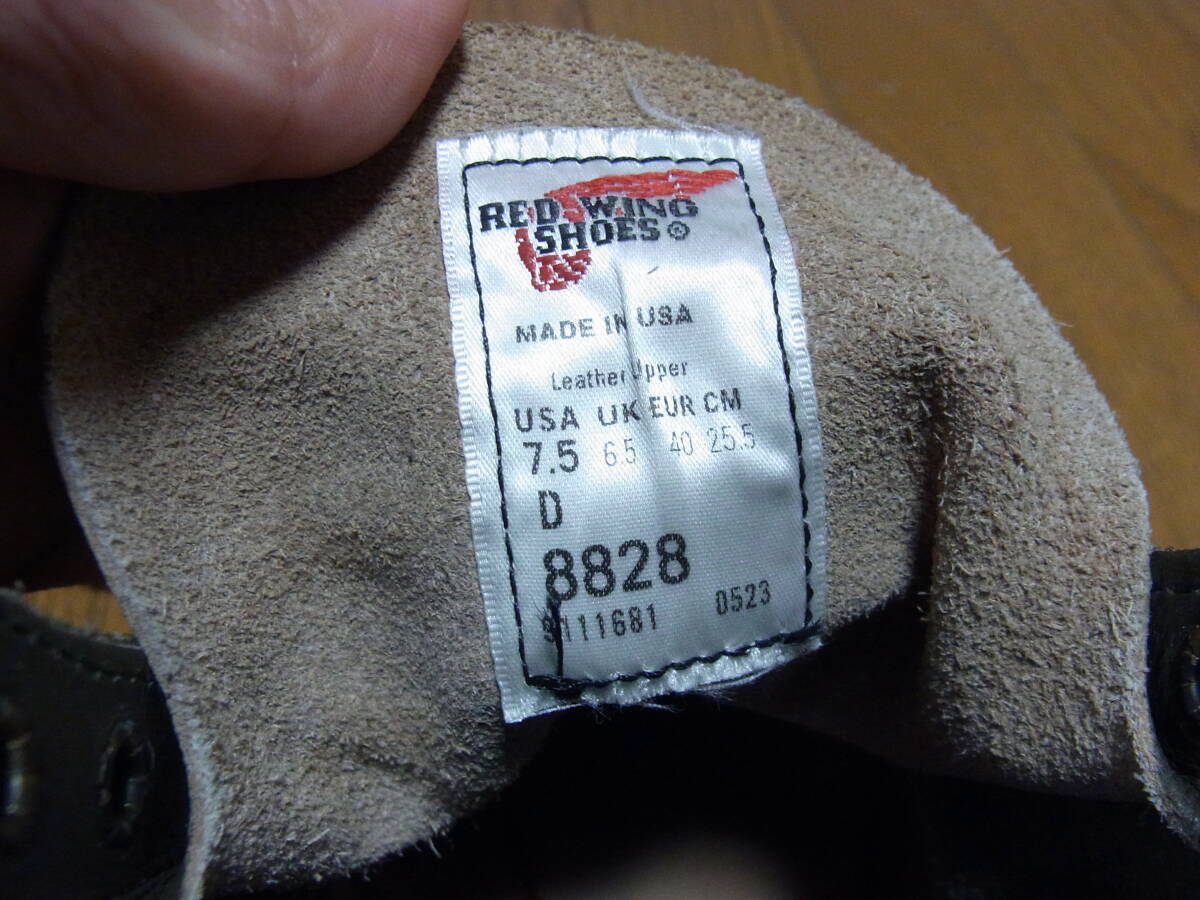 RED WING
SHOES®
MADE IN USA
Leather Upper
USA UK EUR CM
7.5 6.5 40 25.5
D
8828
111681 0523